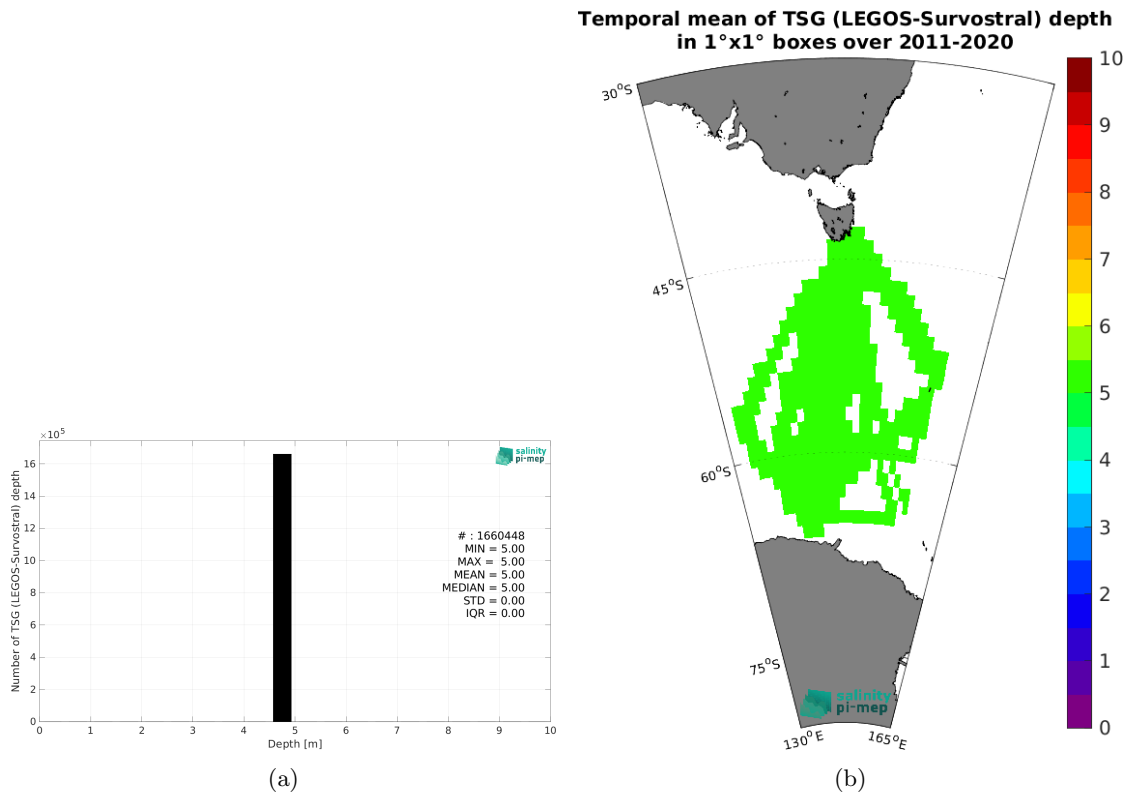 Temporal mean of TSG (LEGOS-Survostral) depth
in 1°x1° boxes over 2011-2020
30°S
45°S
60°S
75°S
130°E
165°E
salinity
pi-mep
10
9
8
7
6
5
4
3
2
1
0
×10⁵
Number of TSG (LEGOS-Survostral) depth
16
14
12
10
8
6
4
2
0
salinity
pi-mep
# : 1660448
MIN = 5.00
MAX = 5.00
MEAN = 5.00
MEDIAN = 5.00
STD = 0.00
IQR = 0.00
0 1 2 3 4 5 6 7 8 9 10
Depth [m]
(a)
(b)